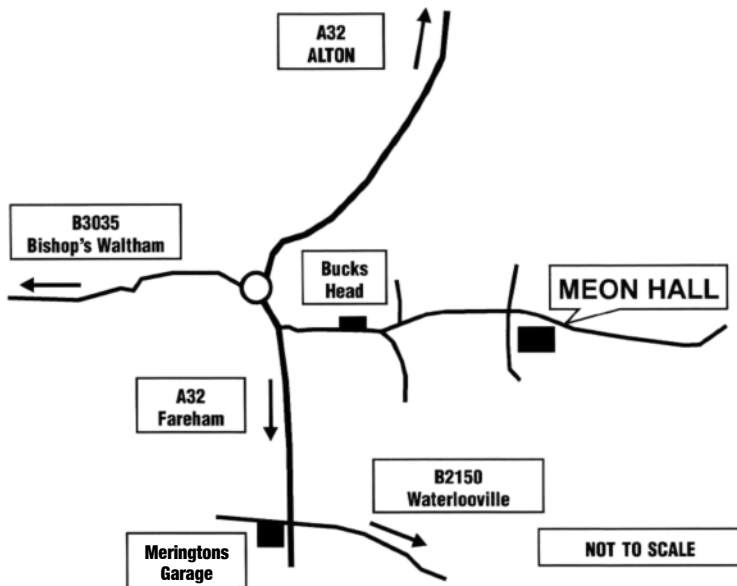 A32
ALTON
B3035
Bishop's Waltham
Bucks
Head
MEON HALL
A32
Fareham
B2150
Waterlooville
Meringtons
Garage
NOT TO SCALE